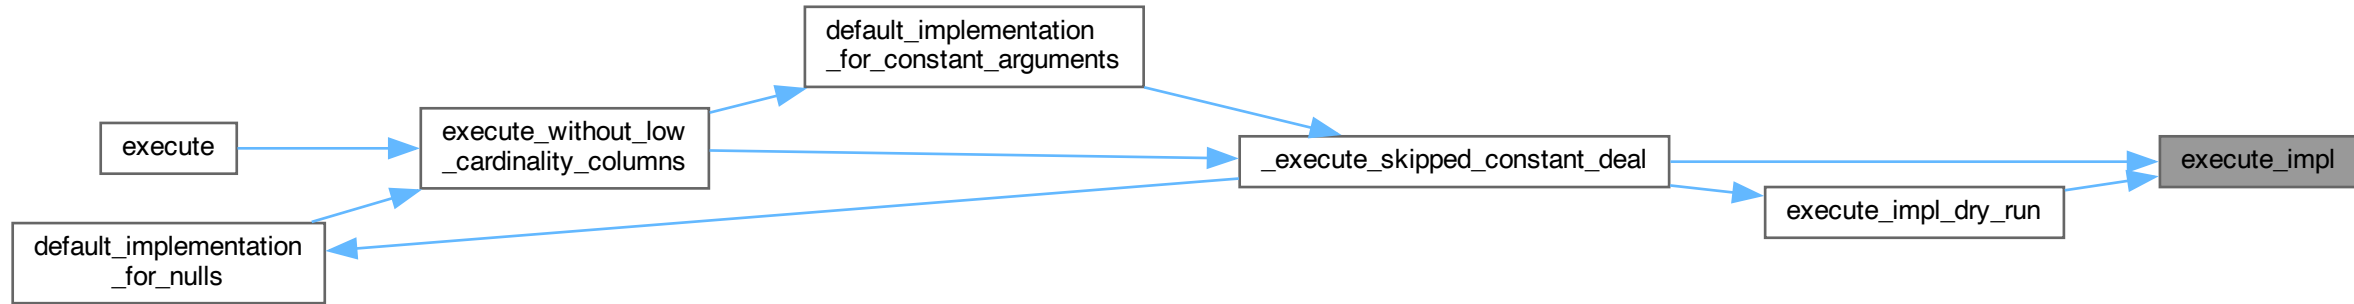 default_implementation
_for_constant_arguments
execute
execute_without_low
_cardinality_columns
_execute_skipped_constant_deal
execute_impl
execute_impl_dry_run
default_implementation
_for_nulls